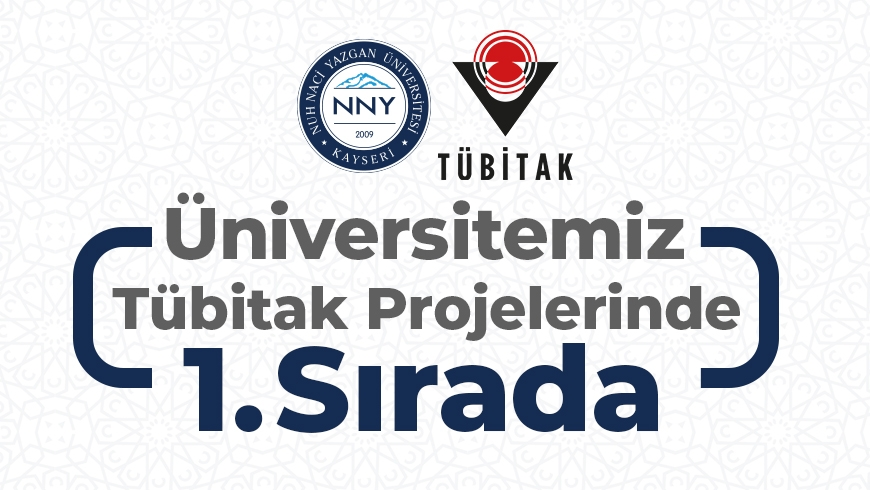 NUH NACİ YAZGAN ÜNİVERSİTESİ
NNY
2009
KAYSERİ
TÜBİTAK
Üniversitemiz
Tübitak Projelerinde
1.Sırada